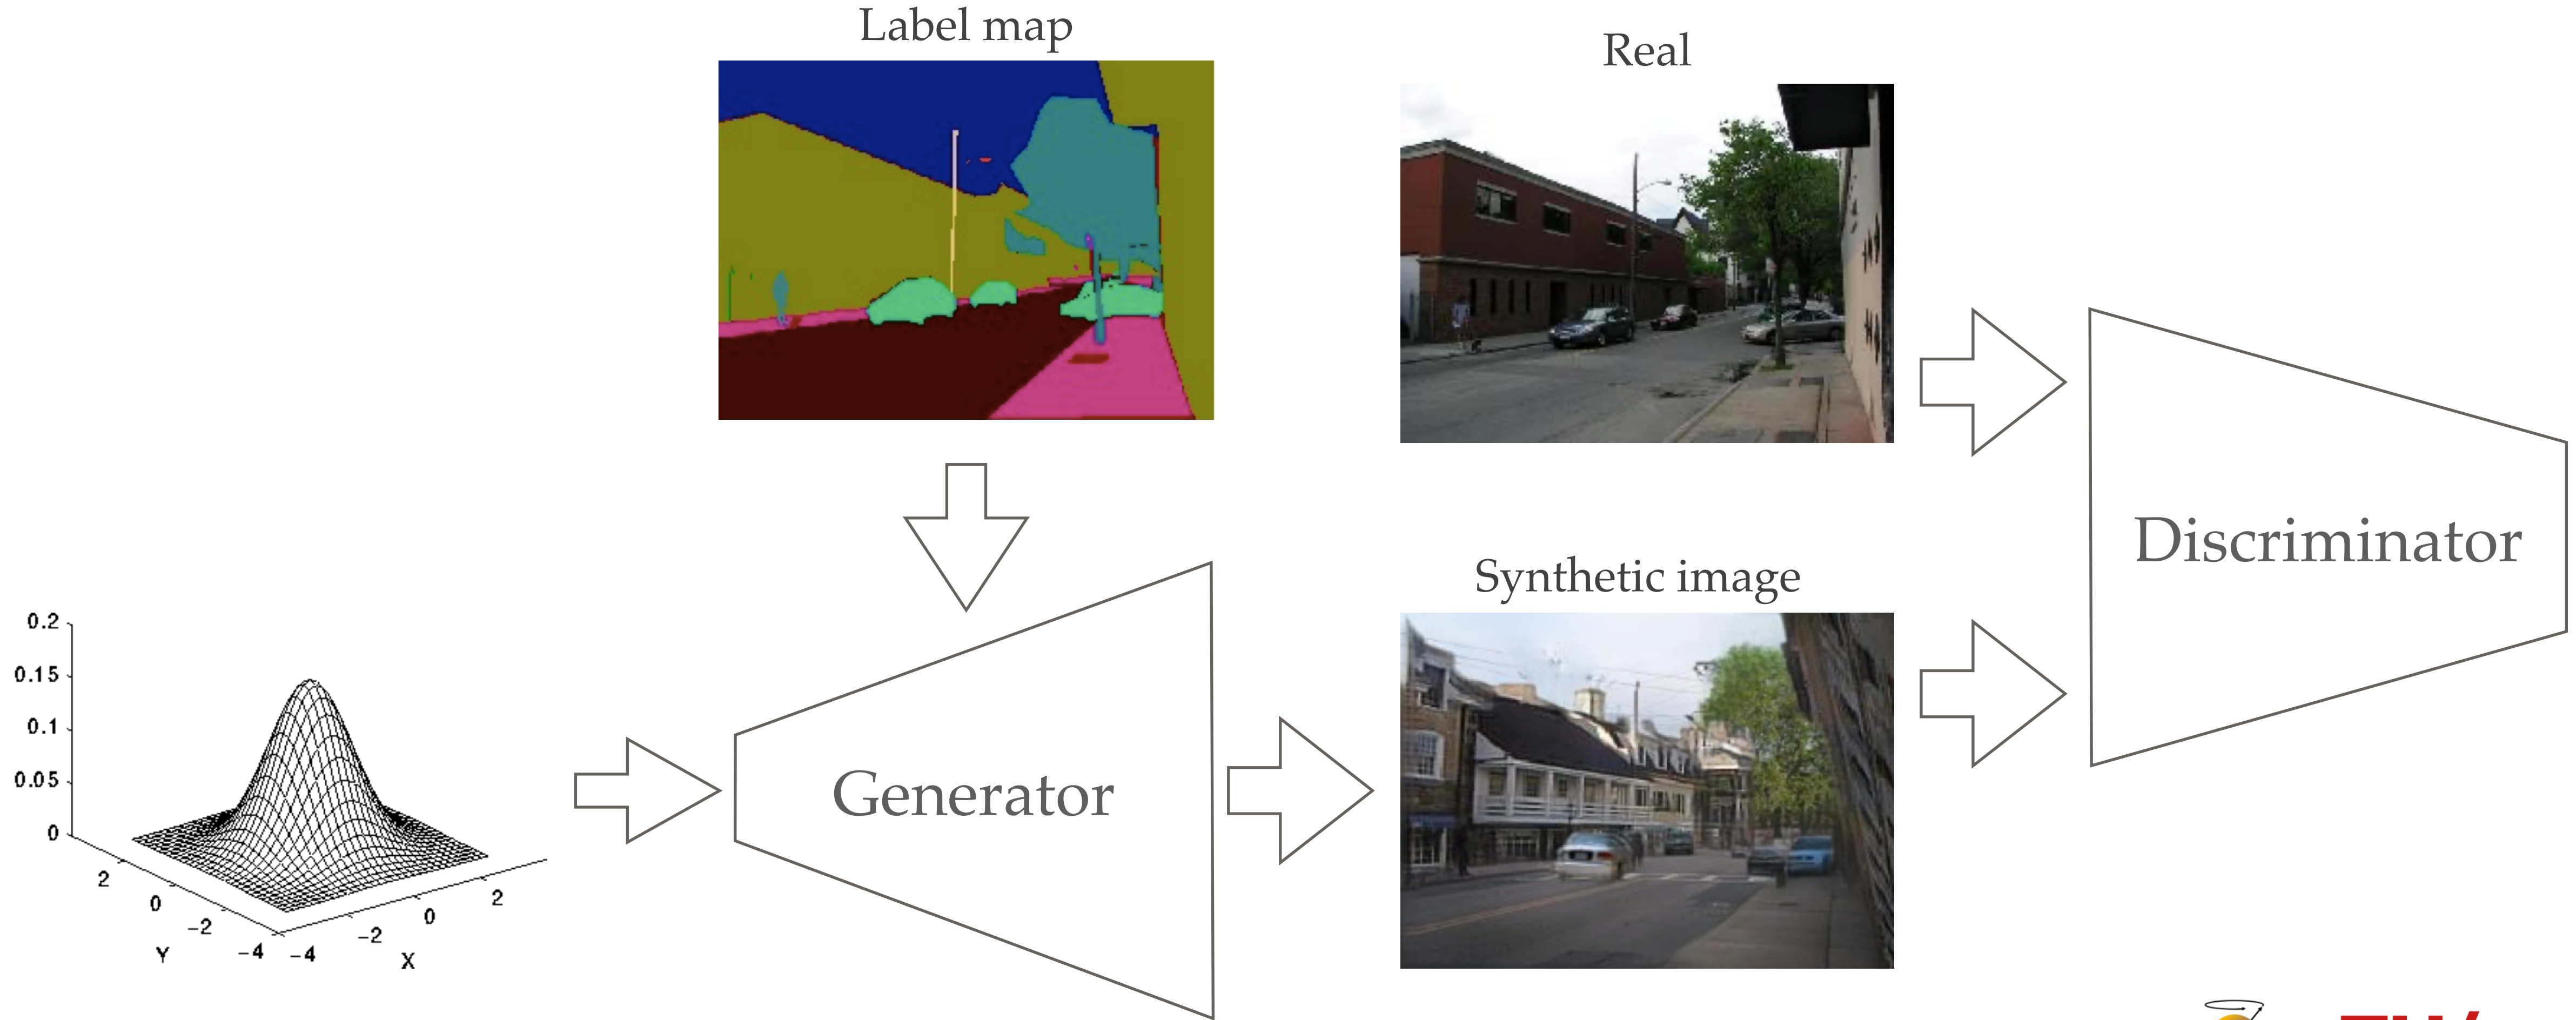 Label map
Real
Discriminator
Synthetic image
Generator
0.2
0.15
0.1
0.05
0
2
0
−2
−4
Y
−4
−2
0
2
X